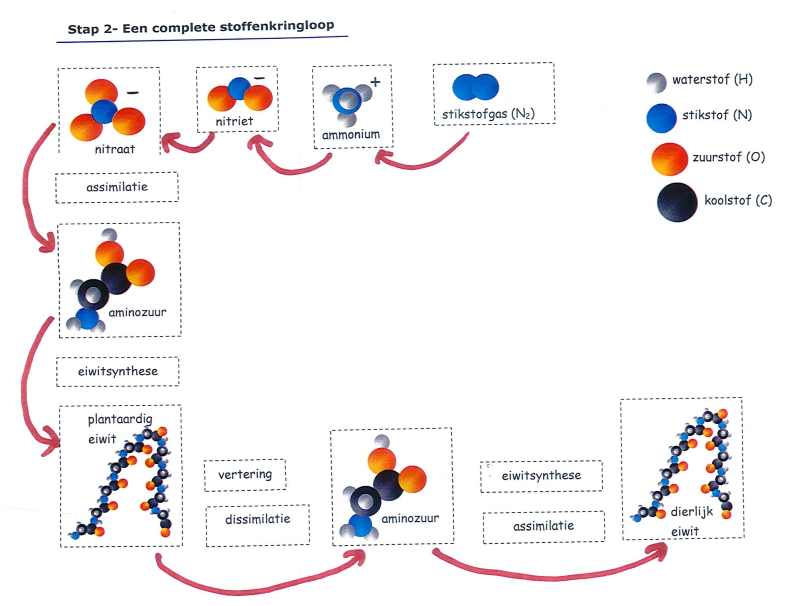 Stap 2- Een complete stoffenkringloop
nitraat
nitriet
ammonium
stikstofgas (N₂)
waterstof (H)
stikstof (N)
zuurstof (O)
koolstof (C)
−
−
+
assimilatie
aminozuur
eiwitsynthese
plantaardig
eiwit
vertering
dissimilatie
aminozuur
eiwitsynthese
assimilatie
dierlijk
eiwit